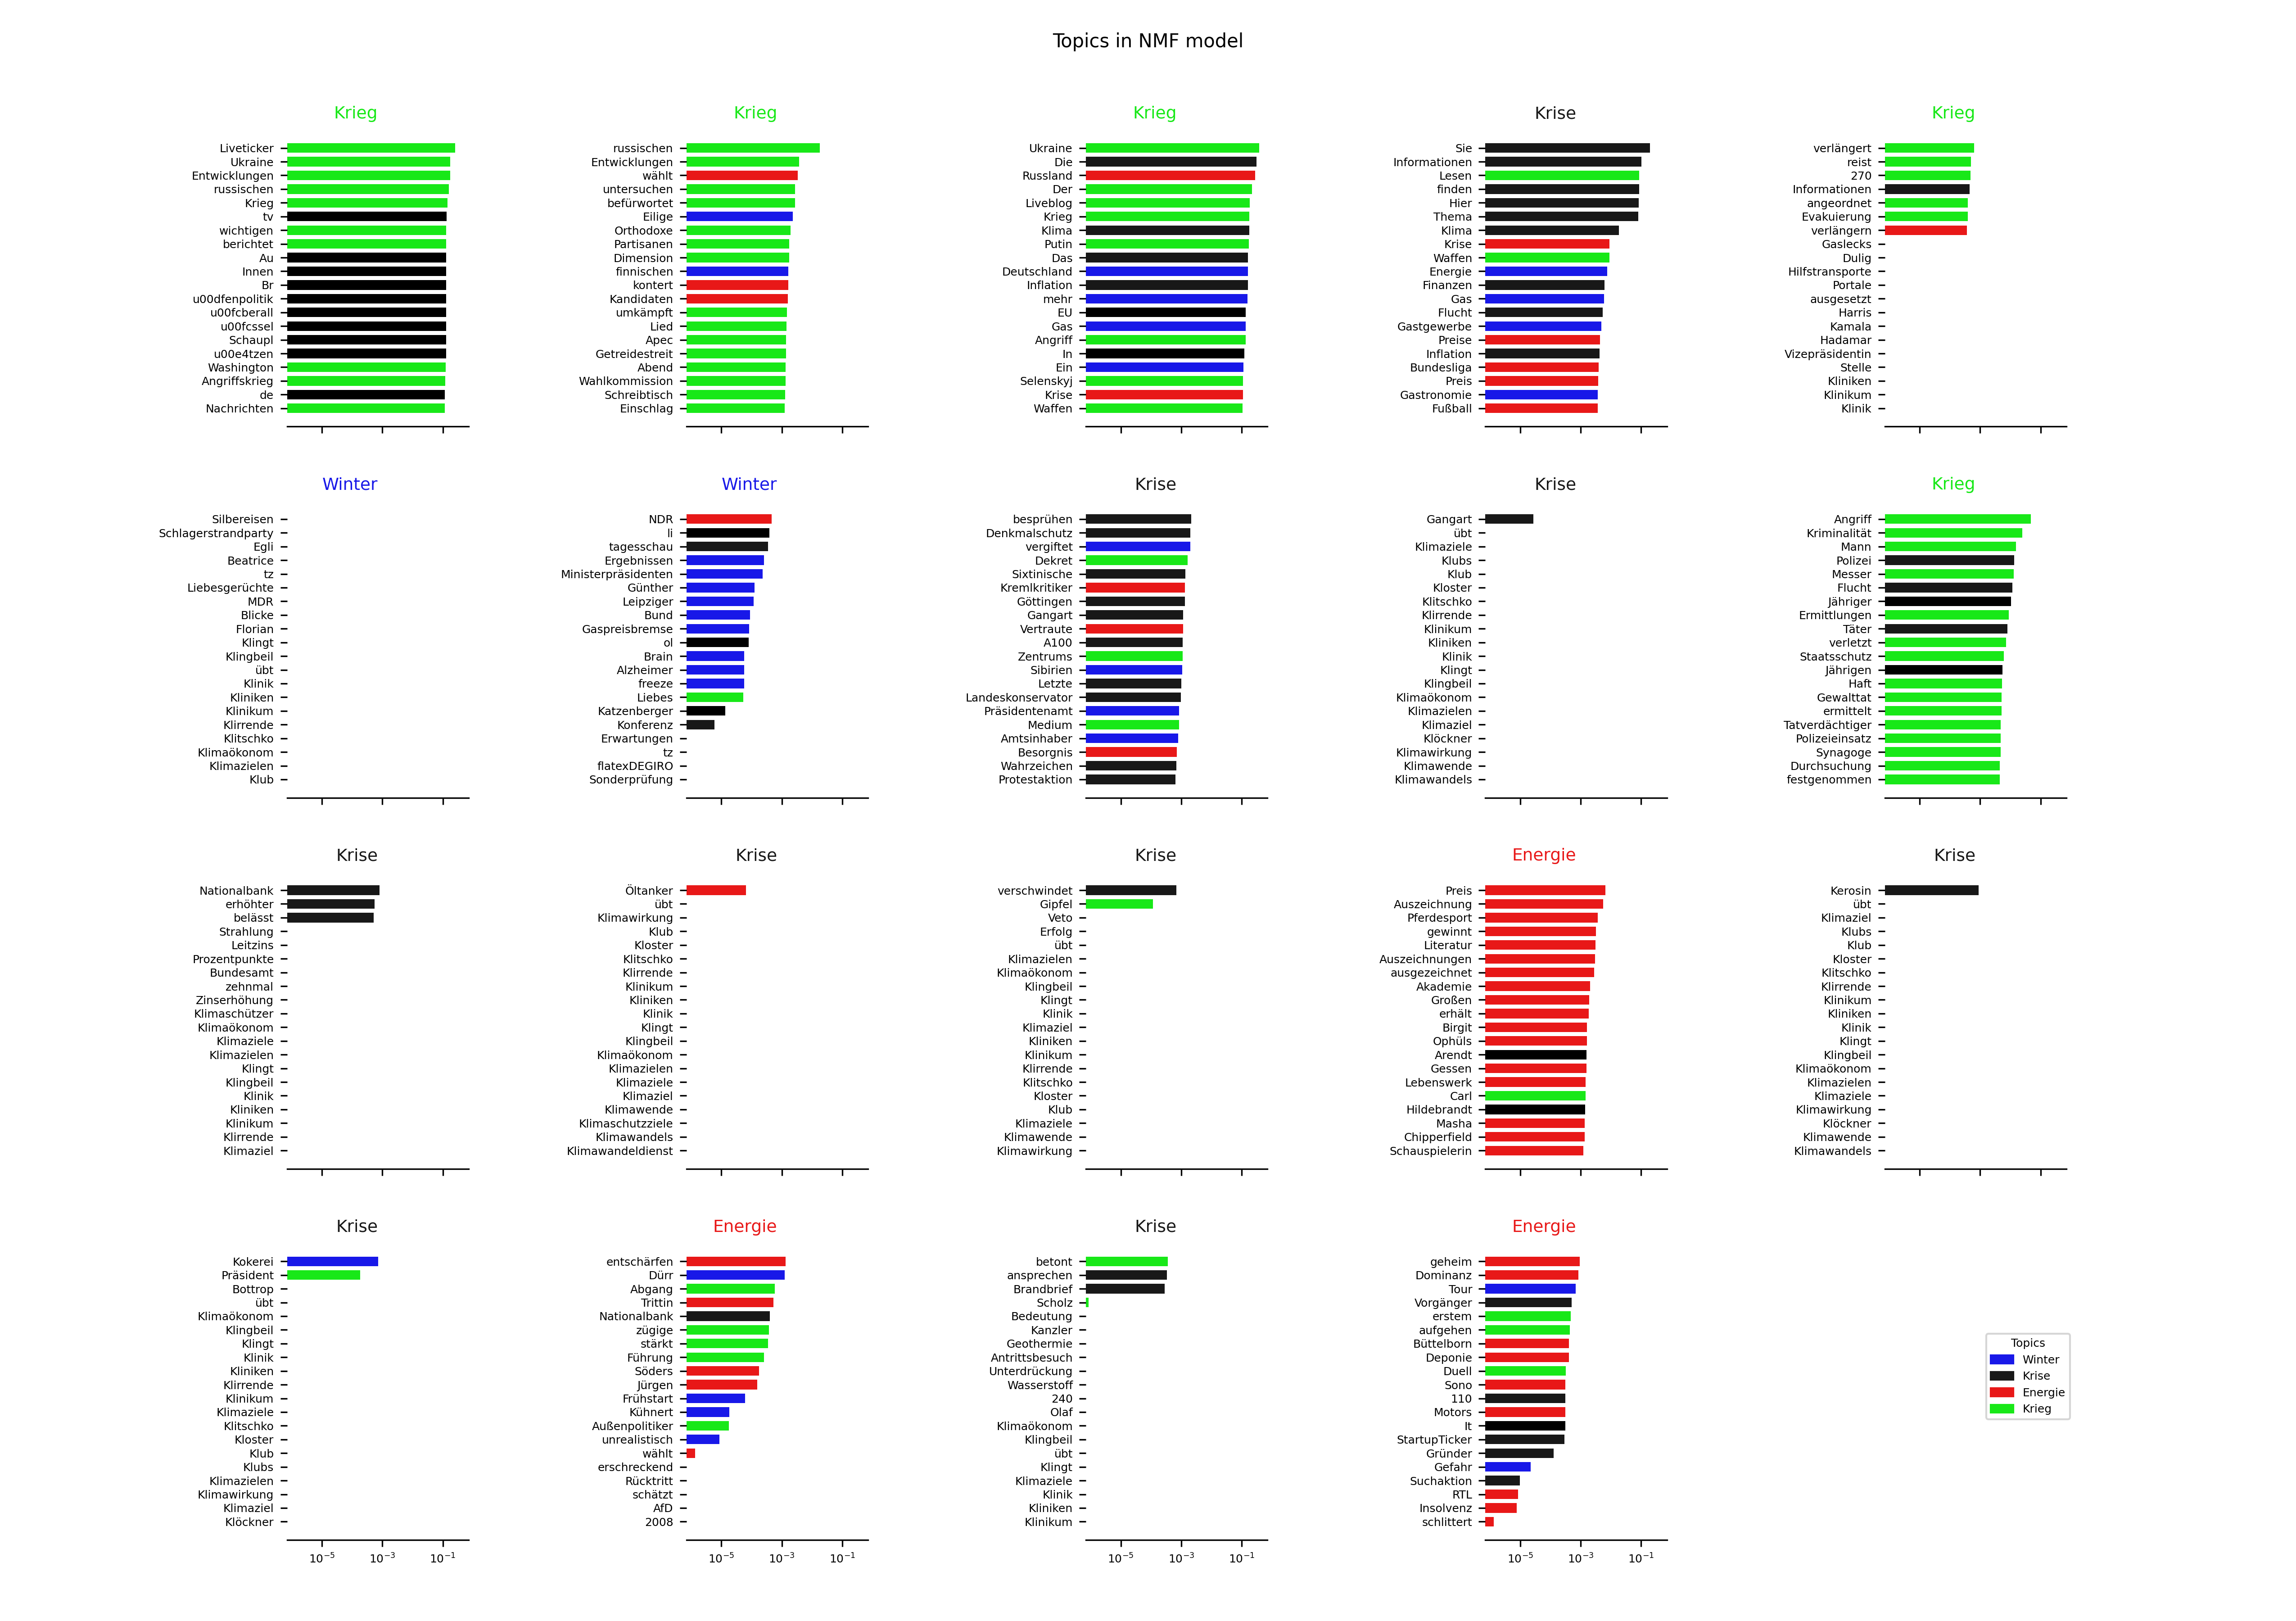 Topics in NMF model
Krieg
Liveticker
Ukraine
Entwicklungen
russischen
Krieg
tv
wichtigen
berichtet
Au
Innen
Br
u00dfenpolitik
u00fcberall
u00fcssel
Schaupl
u00e4tzen
Washington
Angriffskrieg
de
Nachrichten
Krieg
russischen
Entwicklungen
wählt
untersuchen
befürwortet
Eilige
Orthodoxe
Partisanen
Dimension
finnischen
kontert
Kandidaten
umkämpft
Lied
Apec
Getreidestreit
Abend
Wahlkommission
Schreibtisch
Einschlag
Krieg
Ukraine
Die
Russland
Der
Liveblog
Krieg
Klima
Putin
Das
Deutschland
Inflation
mehr
EU
Gas
Angriff
In
Ein
Selenskyj
Krise
Waffen
Krise
Sie
Informationen
Lesen
finden
Hier
Thema
Klima
Krise
Waffen
Energie
Finanzen
Gas
Flucht
Gastgewerbe
Preise
Inflation
Bundesliga
Preis
Gastronomie
Fußball
Krieg
verlängert
reist
270
Informationen
angeordnet
Evakuierung
verlängern
Gaslecks
Dulig
Hilfstransporte
Portale
ausgesetzt
Harris
Kamala
Hadamar
Vizepräsidentin
Stelle
Kliniken
Klinikum
Klinik
Winter
Silbereisen
Schlagerstrandparty
Egli
Beatrice
tz
Liebesgerüchte
MDR
Blicke
Florian
Klingt
Klingbeil
übt
Klinik
Kliniken
Klinikum
Klirrende
Klitschko
Klimaökonom
Klimazielen
Klub
Winter
NDR
li
tagesschau
Ergebnissen
Ministerpräsidenten
Günther
Leipziger
Bund
Gaspreisbremse
ol
Brain
Alzheimer
freeze
Liebes
Katzenberger
Konferenz
Erwartungen
tz
flatexDEGIRO
Sonderprüfung
Krise
besprühen
Denkmalschutz
vergiftet
Dekret
Sixtinische
Kremlkritiker
Göttingen
Gangart
Vertraute
A100
Zentrums
Sibirien
Letzte
Landeskonservator
Präsidentenamt
Medium
Amtsinhaber
Besorgnis
Wahrzeichen
Protestaktion
Krise
Gangart
übt
Klimaziele
Klubs
Klub
Kloster
Klitschko
Klirrende
Klinikum
Kliniken
Klinik
Klingt
Klingbeil
Klimaökonom
Klimazielen
Klimaziel
Klöckner
Klimawirkung
Klimawende
Klimawandels
Krieg
Angriff
Kriminalität
Mann
Polizei
Messer
Flucht
Jähriger
Ermittlungen
Täter
verletzt
Staatsschutz
Jährigen
Haft
Gewalttat
ermittelt
Tatverdächtiger
Polizeieinsatz
Synagoge
Durchsuchung
festgenommen
Krise
Nationalbank
erhöhter
belässt
Strahlung
Leitzins
Prozentpunkte
Bundesamt
zehnmal
Zinserhöhung
Klimaschützer
Klimaökonom
Klimaziele
Klimazielen
Klingt
Klingbeil
Klinik
Kliniken
Klinikum
Klirrende
Klimaziel
Krise
Öltanker
übt
Klimawirkung
Klub
Kloster
Klitschko
Klirrende
Klinikum
Kliniken
Klinik
Klingt
Klingbeil
Klimaökonom
Klimazielen
Klimaziele
Klimaziel
Klimawende
Klimaschutzziele
Klimawandels
Klimawandeldienst
Krise
verschwindet
Gipfel
Veto
Erfolg
übt
Klimazielen
Klimaökonom
Klingbeil
Klingt
Klinik
Klimaziel
Kliniken
Klinikum
Klirrende
Klitschko
Kloster
Klub
Klimaziele
Klimawende
Klimawirkung
Energie
Preis
Auszeichnung
Pferdesport
gewinnt
Literatur
Auszeichnungen
ausgezeichnet
Akademie
Großen
erhält
Birgit
Ophüls
Arendt
Gessen
Lebenswerk
Carl
Hildebrandt
Masha
Chipperfield
Schauspielerin
Krise
Kerosin
übt
Klimaziel
Klubs
Klub
Kloster
Klitschko
Klirrende
Klinikum
Kliniken
Klinik
Klingt
Klingbeil
Klimaökonom
Klimazielen
Klimaziele
Klimawirkung
Klöckner
Klimawende
Klimawandels
Krise
Kokerei
Präsident
Bottrop
übt
Klimaökonom
Klingbeil
Klingt
Klinik
Kliniken
Klirrende
Klinikum
Klimaziele
Klitschko
Kloster
Klub
Klubs
Klimazielen
Klimawirkung
Klimaziel
Klöckner
10⁻⁵ 10⁻³ 10⁻¹
Energie
entschärfen
Dürr
Abgang
Trittin
Nationalbank
zügige
stärkt
Führung
Söders
Jürgen
Frühstart
Kühnert
Außenpolitiker
unrealistisch
wählt
erschreckend
Rücktritt
schätzt
AfD
2008
10⁻⁵ 10⁻³ 10⁻¹
Krise
betont
ansprechen
Brandbrief
Scholz
Bedeutung
Kanzler
Geothermie
Antrittsbesuch
Unterdrückung
Wasserstoff
240
Olaf
Klimaökonom
Klingbeil
übt
Klingt
Klimaziele
Klinik
Kliniken
Klinikum
10⁻⁵ 10⁻³ 10⁻¹
Energie
geheim
Dominanz
Tour
Vorgänger
erstem
aufgehen
Büttelborn
Deponie
Duell
Sono
110
Motors
It
StartupTicker
Gründer
Gefahr
Suchaktion
RTL
Insolvenz
schlittert
10⁻⁵ 10⁻³ 10⁻¹
Topics
Winter
Krise
Energie
Krieg